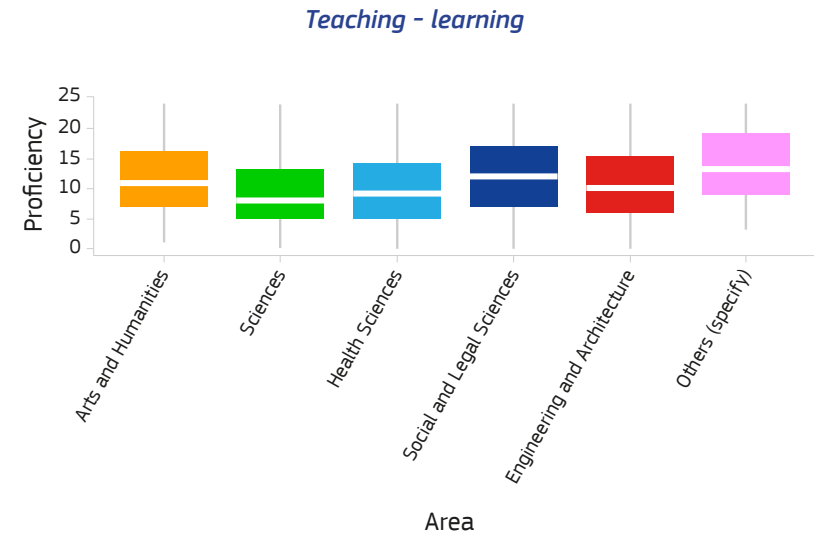 Teaching - learning
Proficiency
25
20
15
10
5
0
Arts and Humanities
Sciences
Health Sciences
Social and Legal Sciences
Engineering and Architecture
Others (specify)
Area